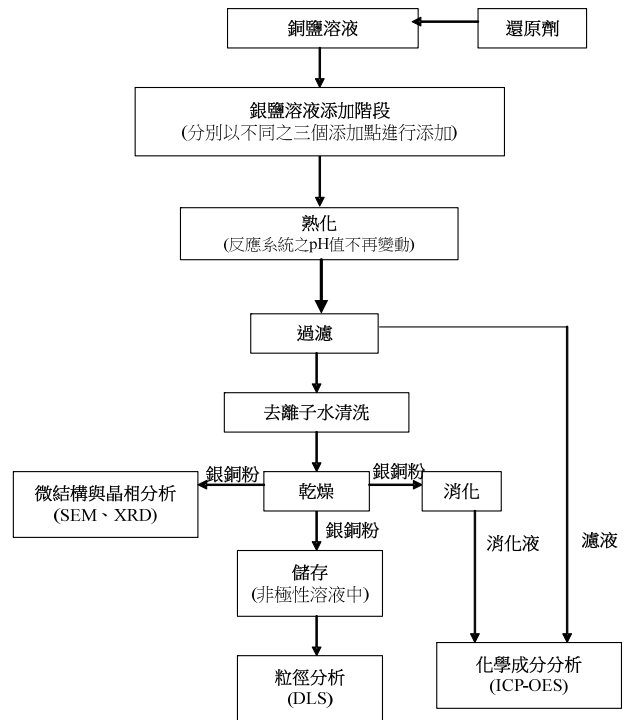 銅鹽溶液
還原劑
銀鹽溶液添加階段
(分別以不同之三個添加點進行添加)
熟化
(反應系統之pH值不再變動)
過濾
去離子水清洗
銀銅粉
銀銅粉
微結構與晶相分析
(SEM、XRD)
乾燥
消化
銀銅粉
消化液
濾液
儲存
(非極性溶液中)
粒徑分析
(DLS)
化學成分分析
(ICP-OES)